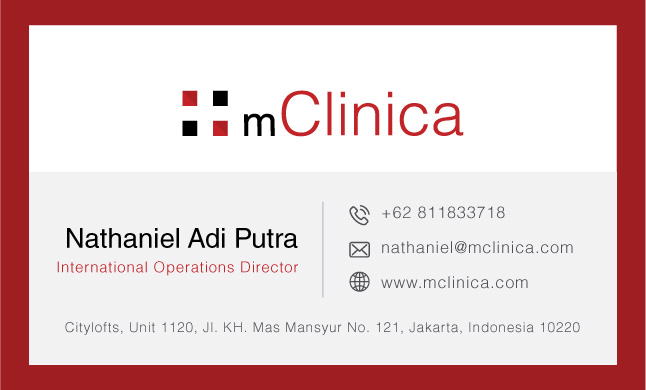 mClinica
Nathaniel Adi Putra
International Operations Director
+62 811833718
nathaniel@mclinica.com
www.mclinica.com
Citylofts, Unit 1120, Jl. KH. Mas Mansyur No. 121, Jakarta, Indonesia 10220